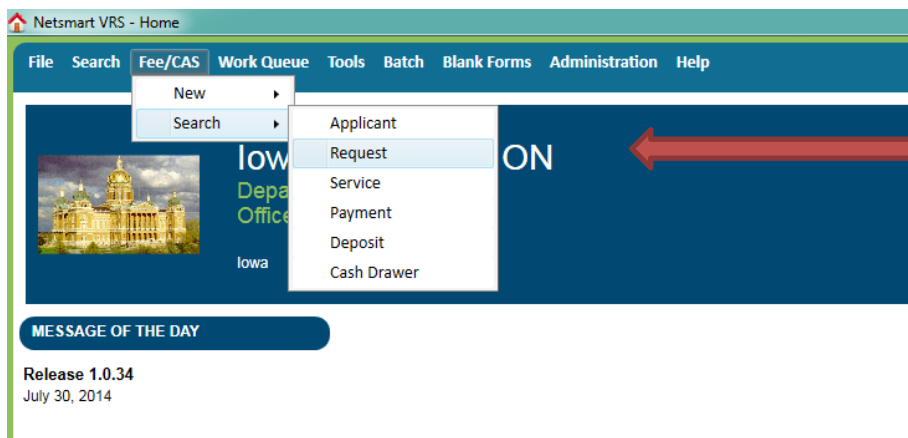 Netsmart VRS - Home
File Search Fee/CAS Work Queue Tools Batch Blank Forms Administration Help
New
Search
Applicant
Request
Service
Payment
Deposit
Cash Drawer
Iow ON
Depa
Office
Iowa
MESSAGE OF THE DAY
Release 1.0.34
July 30, 2014